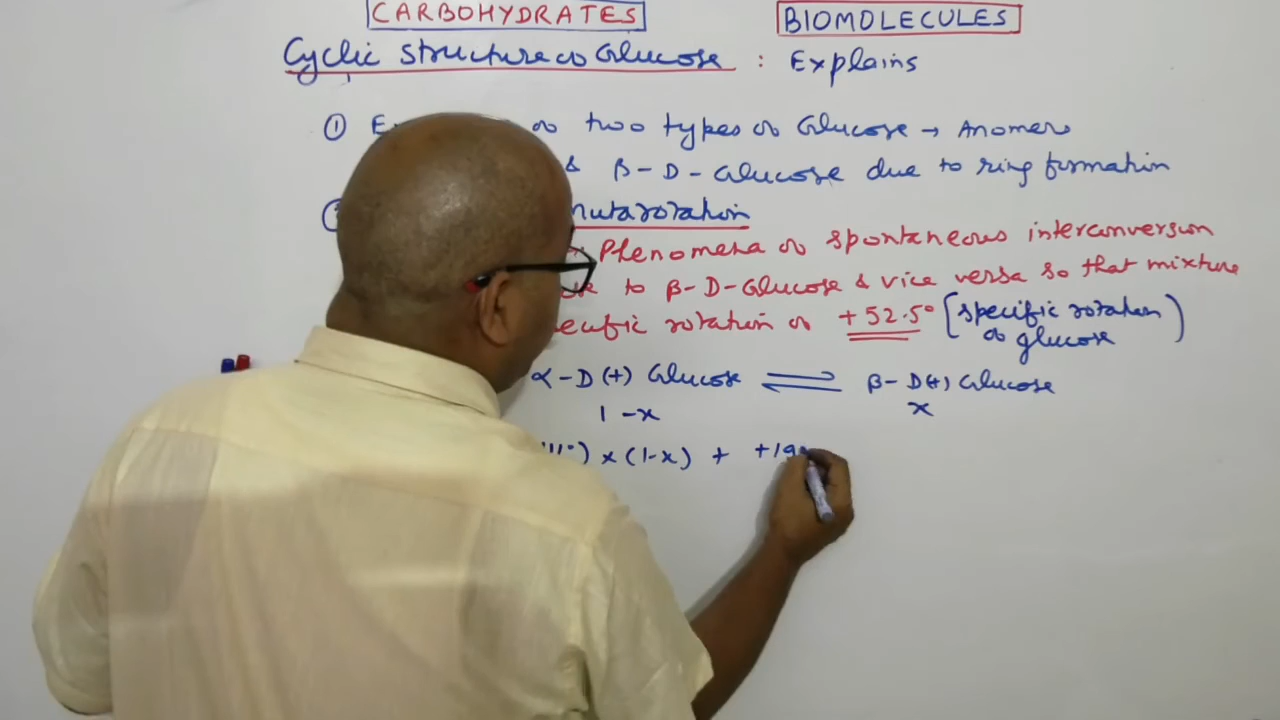 CARBOHYDRATES
BIOMOLECULES
Cyclic structure of Glucose : Explains
① of two types of Glucose → Anomers
& β-D-Glucose due to ring formation
mutarotation
Phenomena of spontaneous interconversion
to β-D-Glucose & vice versa so that mixture
rotation of +52.5° [specific rotation
of glucose]
α-D(+) Glucose ⇌ β-D(+) Glucose
1-x x
x (1-x) + +19